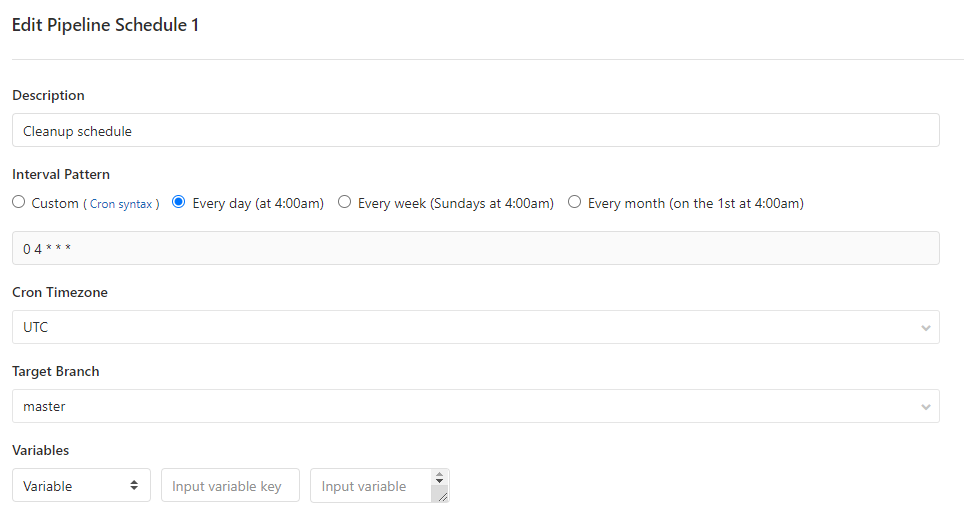 Edit Pipeline Schedule 1
Description
Cleanup schedule
Interval Pattern
Custom ( Cron syntax ) Every day (at 4:00am) Every week (Sundays at 4:00am) Every month (on the 1st at 4:00am)
0 4 * * *
Cron Timezone
UTC
Target Branch
master
Variables
Variable Input variable key Input variable